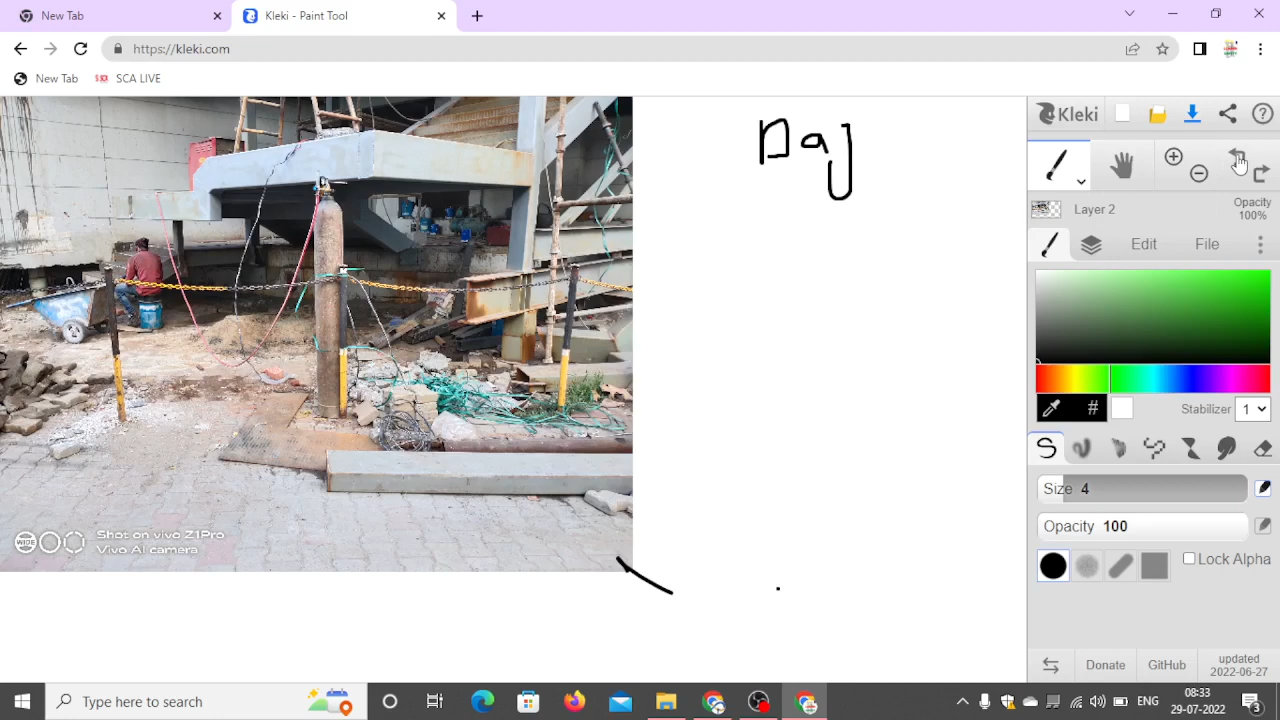 New Tab
Kleki - Paint Tool
https://kleki.com
New Tab
SCA LIVE
Kleki
Layer 2
Opacity
100%
Edit
File
#
Stabilizer
1
Size 4
Opacity 100
Lock Alpha
Donate
GitHub
updated
2022-06-27
Shot on vivo Z1Pro
Vivo AI camera
WIDE
Type here to search
ENG
08:33
29-07-2022
3